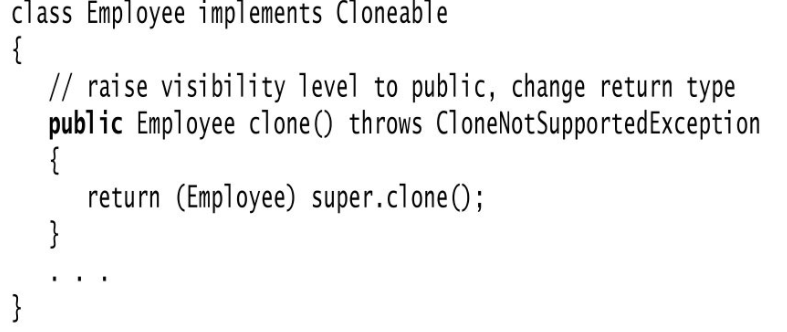 class Employee implements Cloneable
{
   // raise visibility level to public, change return type
   public Employee clone() throws CloneNotSupportedException
   {
      return (Employee) super.clone();
   }
   . . .
}